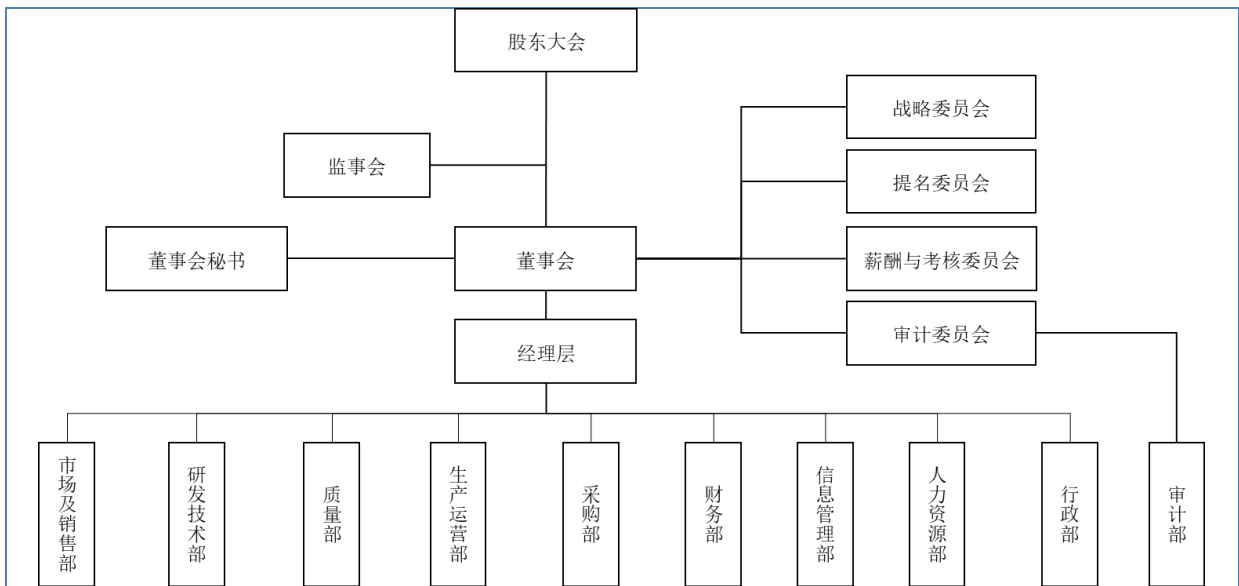 股东大会
战略委员会
监事会
提名委员会
董事会秘书
董事会
薪酬与考核委员会
经理层
审计委员会
市场及销售部
研发技术部
质量部
生产运营部
采购部
财务部
信息管理部
人力资源部
行政部
审计部